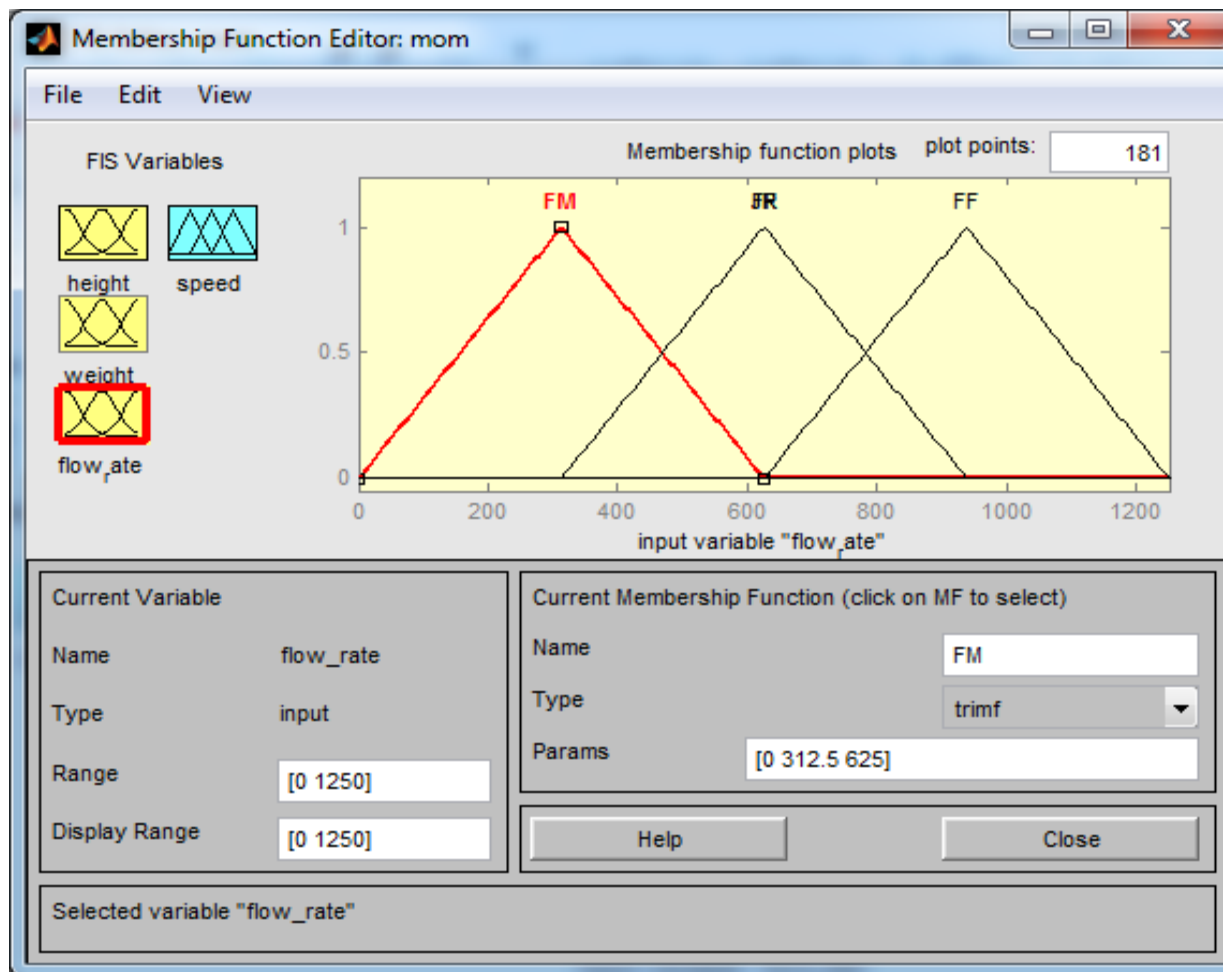 Membership Function Editor: mom
File Edit View
FIS Variables
Membership function plots plot points: 181
height speed
weight
flow_rate
FM FF
1
0.5
0
0 200 400 600 800 1000 1200
input variable "flow_rate"
Current Variable
Name flow_rate
Type input
Range [0 1250]
Display Range [0 1250]
Current Membership Function (click on MF to select)
Name FM
Type trimf
Params [0 312.5 625]
Help Close
Selected variable "flow_rate"